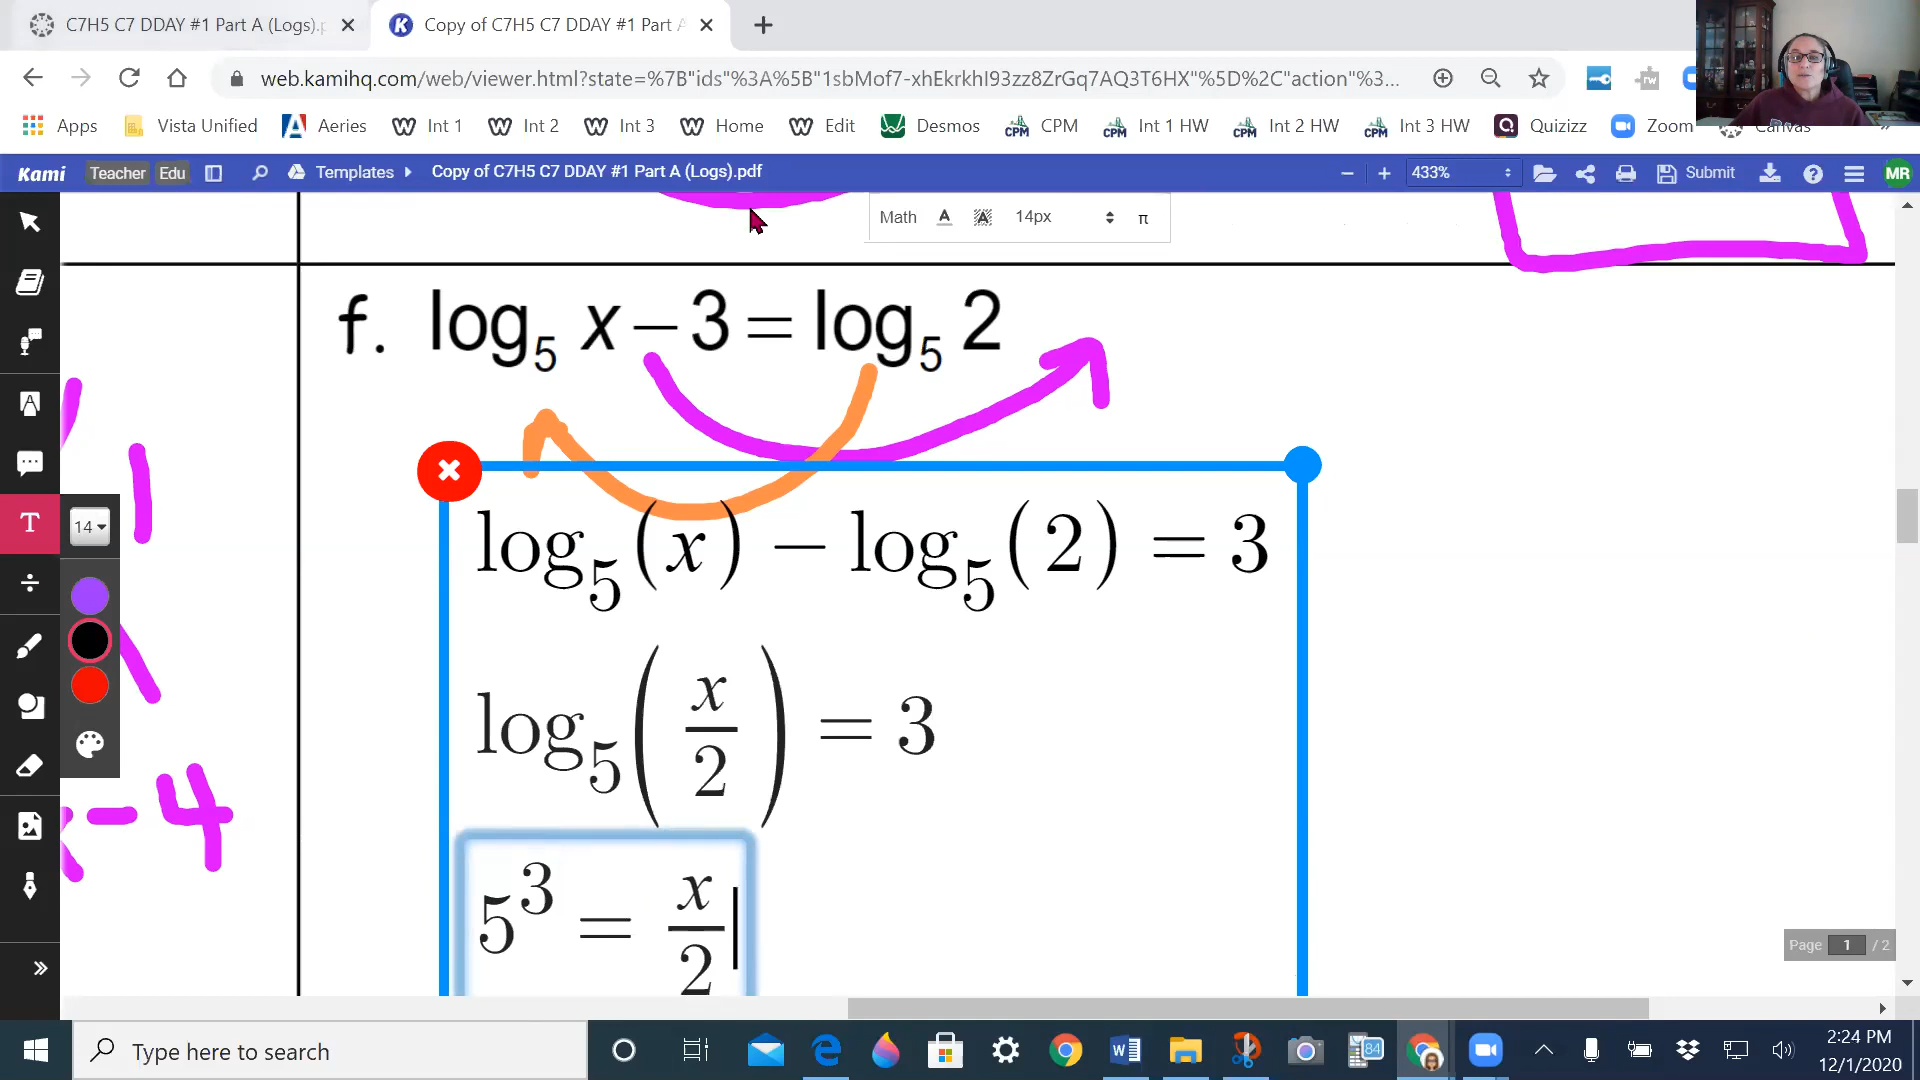 C7H5 C7 DDAY #1 Part A (Logs).p
Copy of C7H5 C7 DDAY #1 Part A
web.kamihq.com/web/viewer.html?state=%7B"ids"%3A%5B"1sbMof7-xhEkrkhI93zz8ZrGq7AQ3T6HX"%5D%2C"action"%3...
Apps Vista Unified Aeries Int 1 Int 2 Int 3 Home Edit Desmos CPM Int 1 HW Int 2 HW Int 3 HW Quizizz Zoom Canvas
Kami Teacher Edu Templates Copy of C7H5 C7 DDAY #1 Part A (Logs).pdf 433% Submit MR
Math A 14px π
f. log₅ x − 3 = log₅ 2
log₅(x) − log₅(2) = 3
log₅(x/2) = 3
5³ = x/2
1
- 4
T 14
Page 1 / 2
Type here to search
84
2:24 PM
12/1/2020